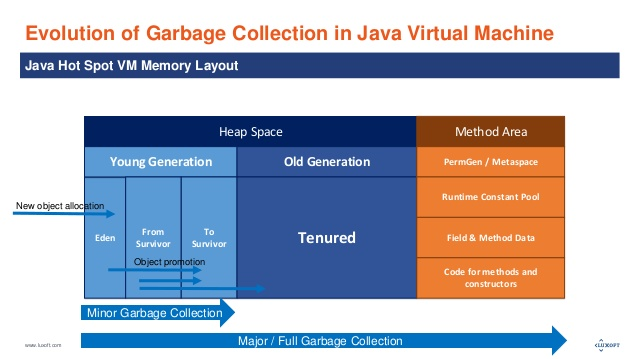 Evolution of Garbage Collection in Java Virtual Machine
Java Hot Spot VM Memory Layout
Heap Space
Method Area
Young Generation
Old Generation
PermGen / Metaspace
New object allocation
Eden
From
Survivor
To
Survivor
Tenured
Runtime Constant Pool
Field & Method Data
Code for methods and
constructors
Object promotion
Minor Garbage Collection
Major / Full Garbage Collection
www.luxoft.com
LUXOFT